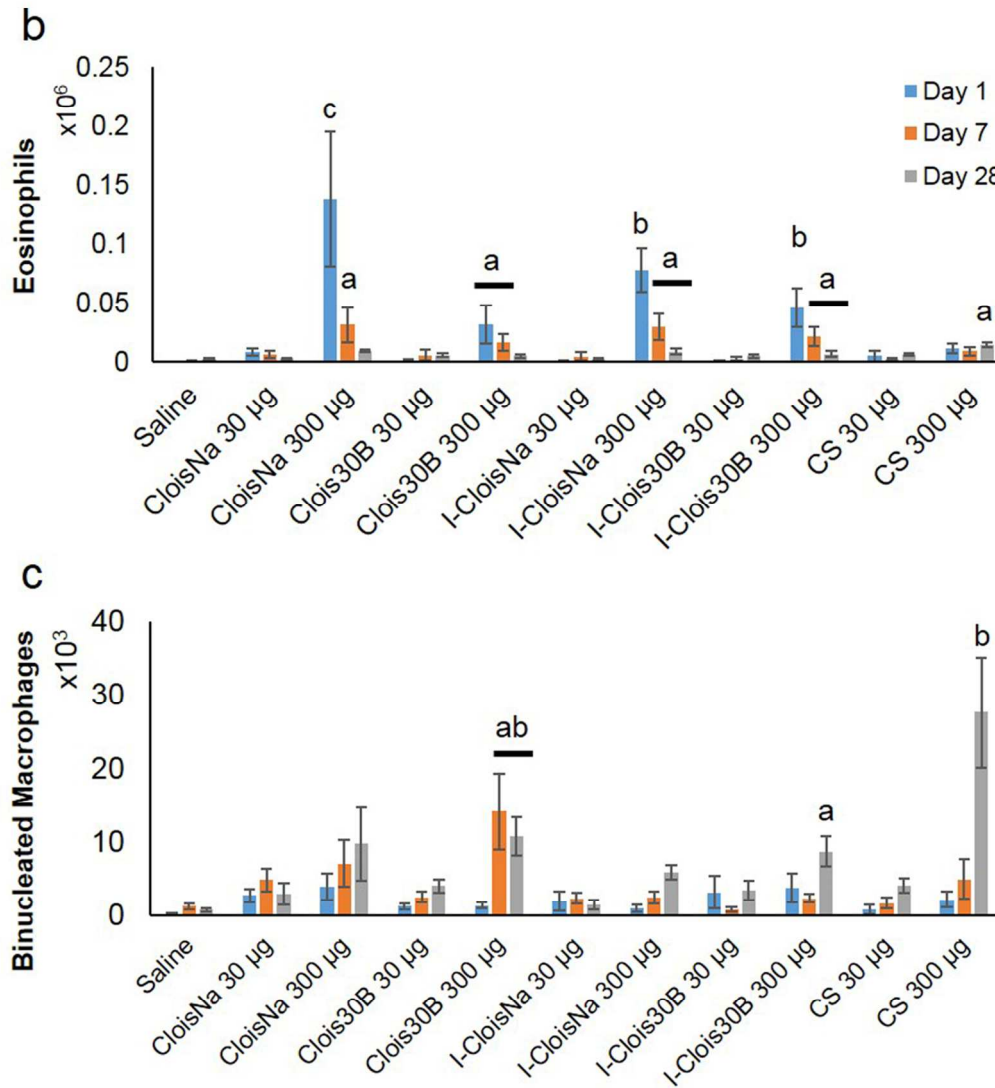 b
0.25
x10⁶
c
Day 1
0.2
Day 7
Eosinophils
0.15
Day 28
b
b
0.1
a
a
a
a
0.05
a
0
Saline
CloisNa 30 µg
CloisNa 300 µg
Clois30B 30 µg
Clois30B 300 µg
I-CloisNa 30 µg
I-CloisNa 300 µg
I-Clois30B 30 µg
I-Clois30B 300 µg
CS 30 µg
CS 300 µg
c
40
x10³
b
Binucleated Macrophages
30
ab
20
a
10
0
Saline
CloisNa 30 µg
CloisNa 300 µg
Clois30B 30 µg
Clois30B 300 µg
I-CloisNa 30 µg
I-CloisNa 300 µg
I-Clois30B 30 µg
I-Clois30B 300 µg
CS 30 µg
CS 300 µg